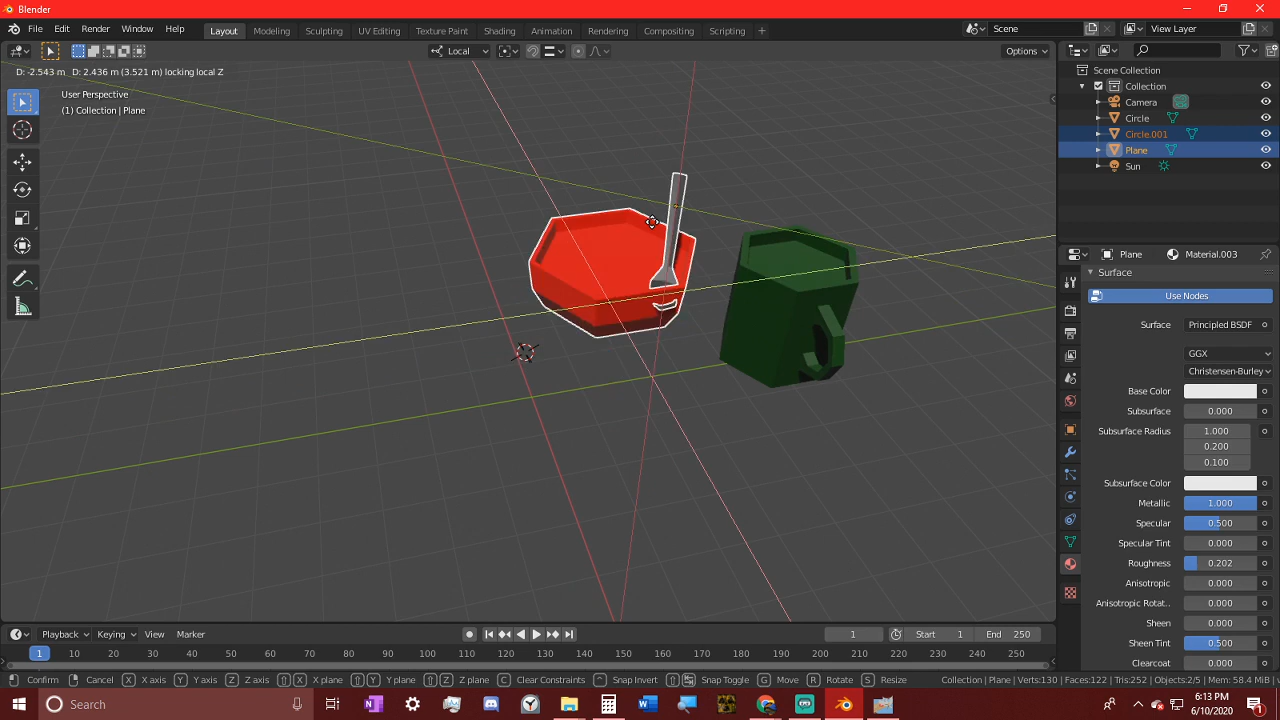 Blender
File Edit Render Window Help Layout Modeling Sculpting UV Editing Texture Paint Shading Animation Rendering Compositing Scripting + Scene View Layer
Local Options
D: -2.543 m D: 2.436 m (3.521 m) locking local Z
User Perspective
(1) Collection | Plane
Scene Collection
Collection
Camera
Circle
Circle.001
Plane
Sun
Plane Material.003
Surface
Use Nodes
Surface Principled BSDF
GGX
Christensen-Burley
Base Color
Subsurface 0.000
Subsurface Radius 1.000
0.200
0.100
Subsurface Color
Metallic 1.000
Specular 0.500
Specular Tint 0.000
Roughness 0.202
Anisotropic 0.000
Anisotropic Rotat.. 0.000
Sheen 0.000
Sheen Tint 0.500
Clearcoat 0.000
Playback Keying View Marker 1 Start 1 End 250
1 10 20 30 40 50 60 70 80 90 100 110 120 130 140 150 160 170 180 190 200 210 220 230 240 250
Confirm Cancel X X axis Y Y axis Z Z axis X X plane Y Y plane Z Z plane C Clear Constraints Snap Invert Snap Toggle G Move R Rotate S Resize Collection | Plane | Verts:130 | Faces:122 | Tris:252 | Objects:2/5 | Mem: 58.4 MiB | v
Search 6:13 PM
6/10/2020